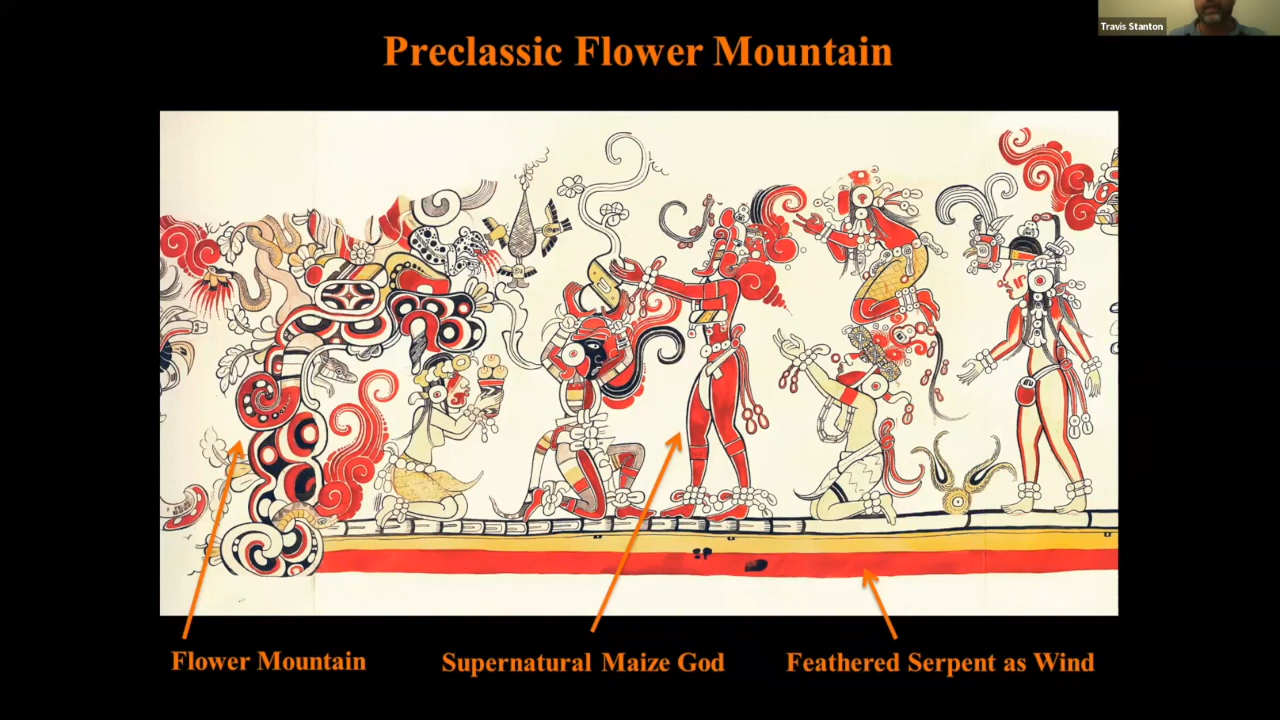 Travis Stanton
Preclassic Flower Mountain
Flower Mountain
Supernatural Maize God
Feathered Serpent as Wind